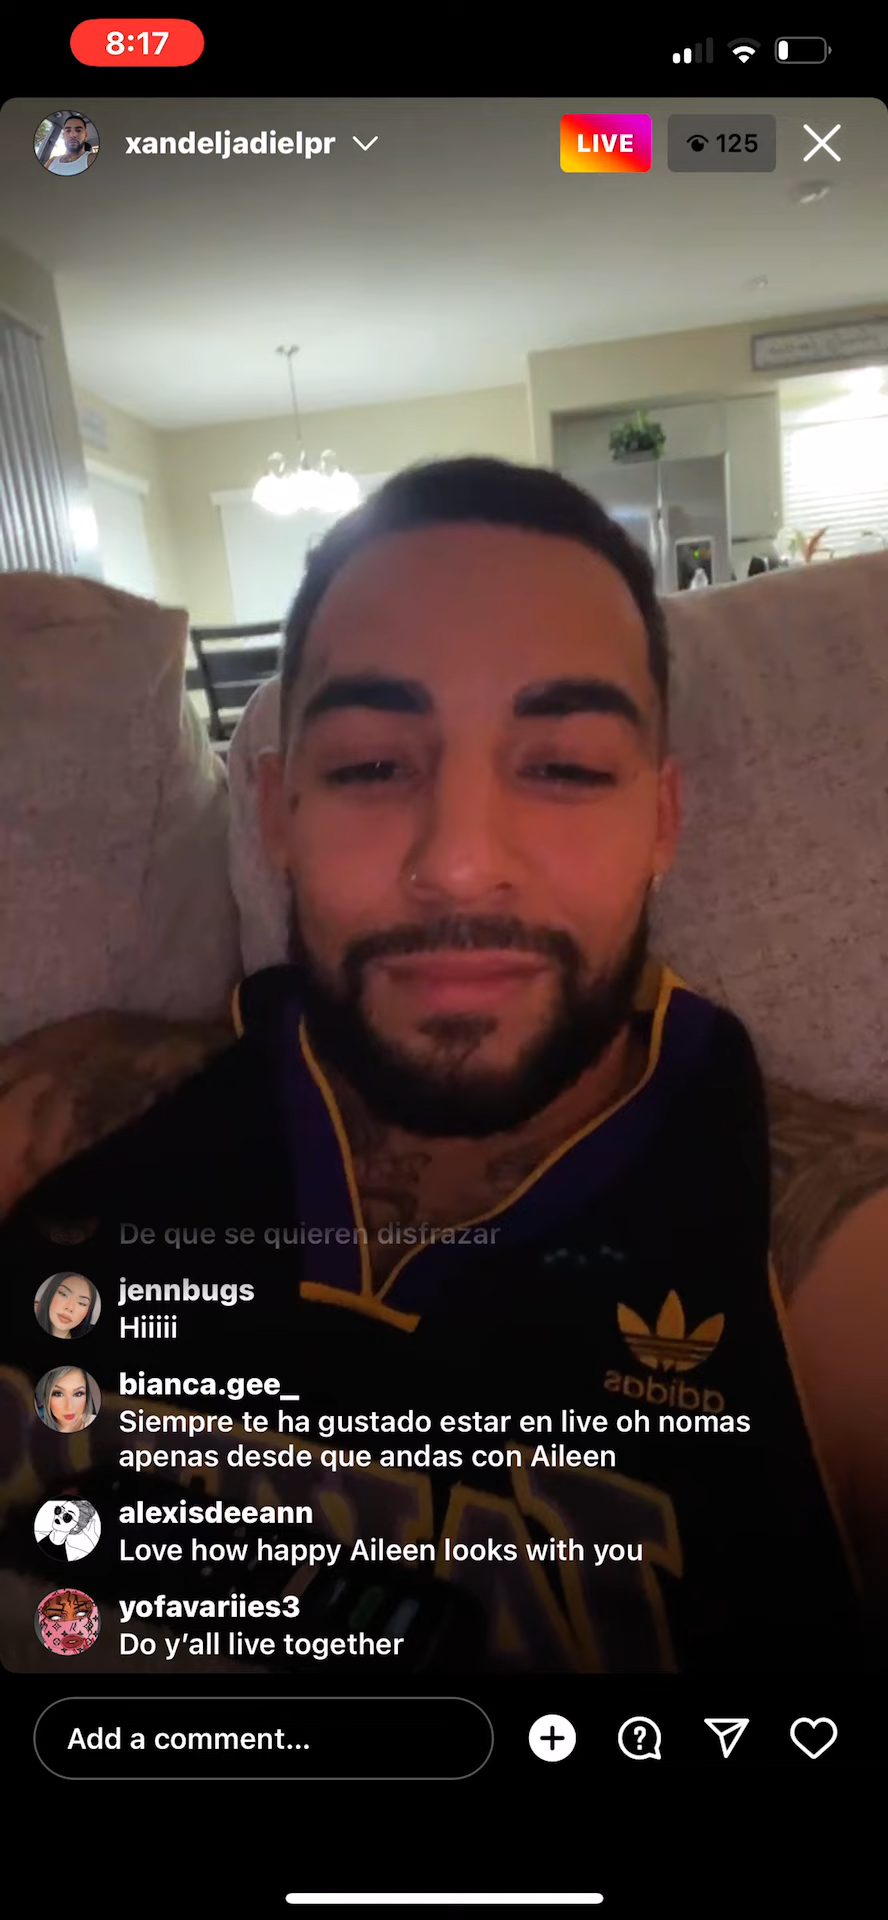 8:17
xandeljadielpr
LIVE
125
De que se quieren disfrazar
jennbugs
Hiiiii
bianca.gee_
Siempre te ha gustado estar en live oh nomas
apenas desde que andas con Aileen
adidas
alexisdeeann
Love how happy Aileen looks with you
yofavariies3
Do y’all live together
Add a comment...